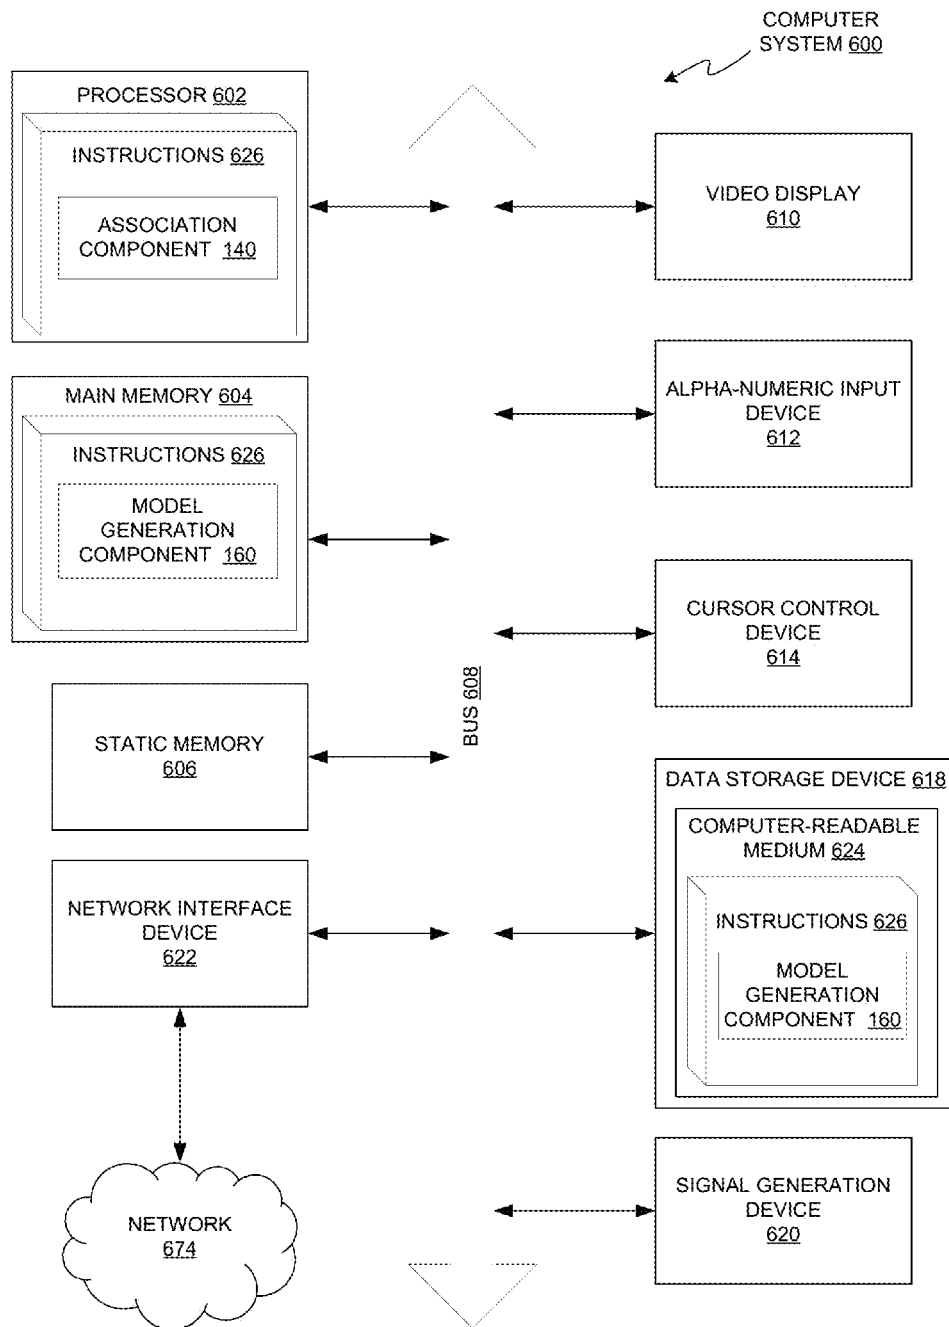 COMPUTER
SYSTEM 600
PROCESSOR 602
INSTRUCTIONS 626
ASSOCIATION
COMPONENT 140
MAIN MEMORY 604
INSTRUCTIONS 626
MODEL
GENERATION
COMPONENT 160
STATIC MEMORY
606
NETWORK INTERFACE
DEVICE
622
NETWORK
674
BUS 608
VIDEO DISPLAY
610
ALPHA-NUMERIC INPUT
DEVICE
612
CURSOR CONTROL
DEVICE
614
DATA STORAGE DEVICE 618
COMPUTER-READABLE
MEDIUM 624
INSTRUCTIONS 626
MODEL
GENERATION
COMPONENT 160
SIGNAL GENERATION
DEVICE
620